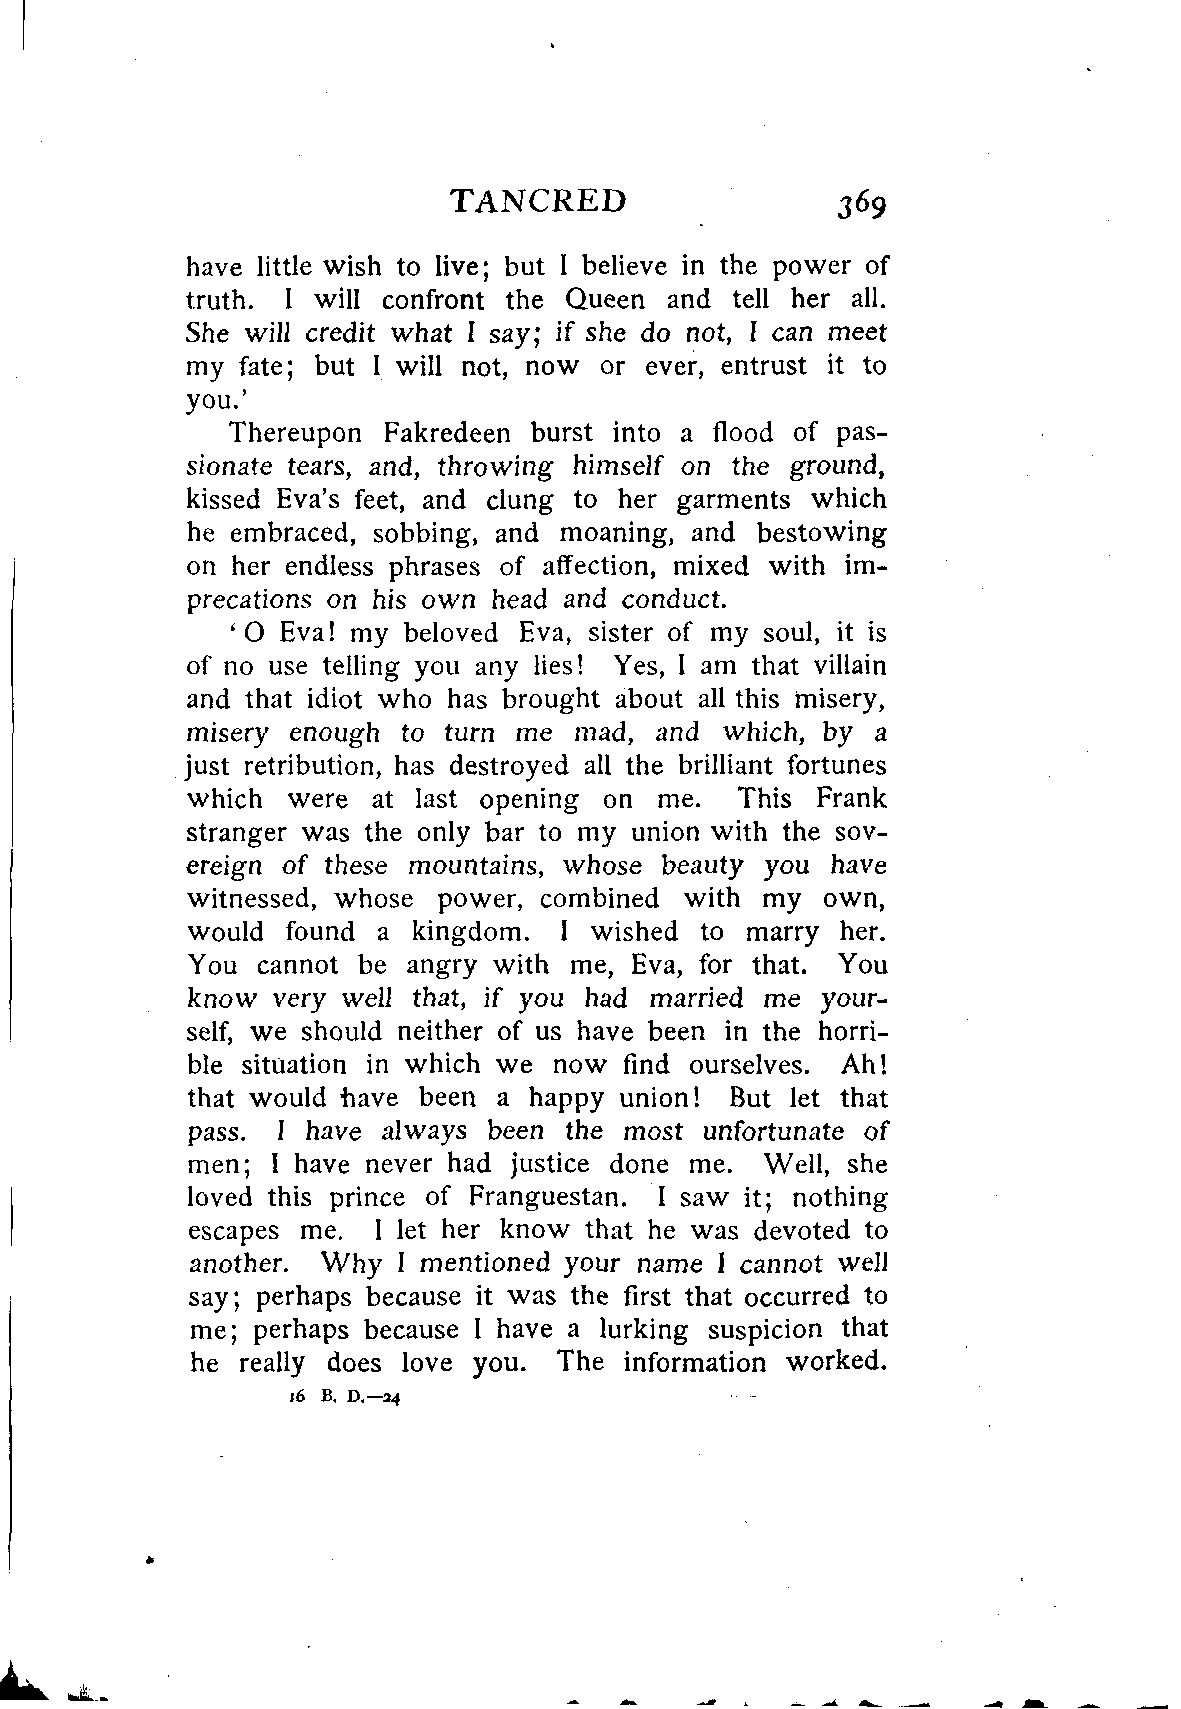 TANCRED 369
have little wish to live; but I believe in the power of
truth. I will confront the Queen and tell her all.
She will credit what I say; if she do not, I can meet
my fate; but I will not, now or ever, entrust it to
you.'
Thereupon Fakredeen burst into a flood of pas-
sionate tears, and, throwing himself on the ground,
kissed Eva's feet, and clung to her garments which
he embraced, sobbing, and moaning, and bestowing
on her endless phrases of affection, mixed with im-
precations on his own head and conduct.
'O Eva! my beloved Eva, sister of my soul, it is
of no use telling you any lies! Yes, I am that villain
and that idiot who has brought about all this misery,
misery enough to turn me mad, and which, by a
just retribution, has destroyed all the brilliant fortunes
which were at last opening on me. This Frank
stranger was the only bar to my union with the sov-
ereign of these mountains, whose beauty you have
witnessed, whose power, combined with my own,
would found a kingdom. I wished to marry her.
You cannot be angry with me, Eva, for that. You
know very well that, if you had married me your-
self, we should neither of us have been in the horri-
ble situation in which we now find ourselves. Ah!
that would have been a happy union! But let that
pass. I have always been the most unfortunate of
men; I have never had justice done me. Well, she
loved this prince of Franguestan. I saw it; nothing
escapes me. I let her know that he was devoted to
another. Why I mentioned your name I cannot well
say; perhaps because it was the first that occurred to
me; perhaps because I have a lurking suspicion that
he really does love you. The information worked.
16 B. D.—24